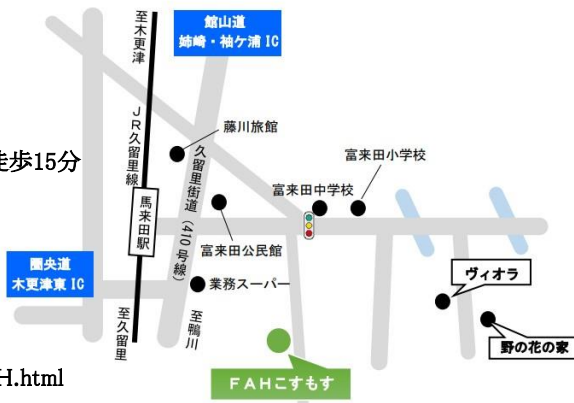 館山道
姉崎・袖ケ浦 IC
至木更津
JR久留里線
藤川旅館
徒歩15分
久留里街道(410号線)
富来田小学校
富来田中学校
馬来田駅
富来田公民館
圏央道
木更津東 IC
業務スーパー
ヴィオラ
至久留里
至鴨川
野の花の家
FAHこすもす
H.html